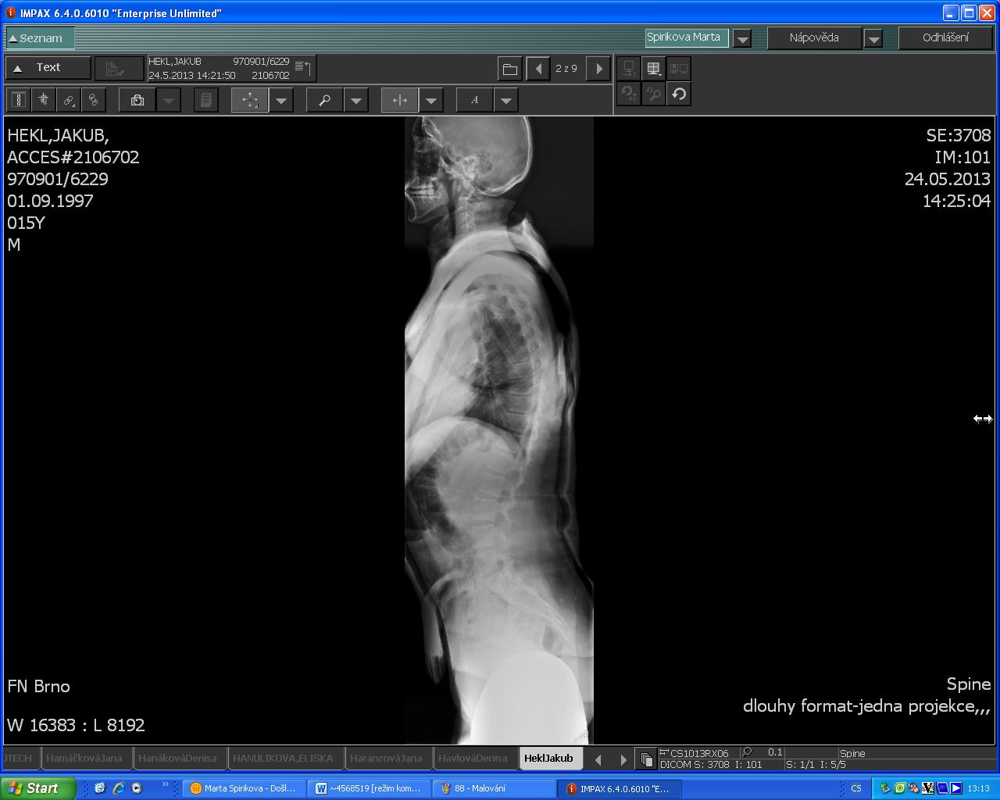 IMPAX 6.4.0.6010 "Enterprise Unlimited"
Seznam
Spirikova Marta
Nápověda
Odhlášení
Text
HEKL,JAKUB 970901/6229
24.5.2013 14:21:50 2106702
2 z 9
A
HEKL,JAKUB,
ACCES#2106702
970901/6229
01.09.1997
015Y
M
SE:3708
IM:101
24.05.2013
14:25:04
FN Brno
W 16383 : L 8192
Spine
dlouhy format-jedna projekce,,,
JTECH
HamáčkováJana
HanákováDenisa
HANULIKOVA,ELISKA
HaranzováJana
HavlováDenisa
HeklJakub
CS1013RX06 0.1 Spine
DICOM S: 3708 I: 101 S: 1/1 I: 5/5
Start
Marta Spirikova - Došl...
~4568519 [režim kom...
88 - Malování
IMPAX 6.4.0.6010 "E...
CS
13:13